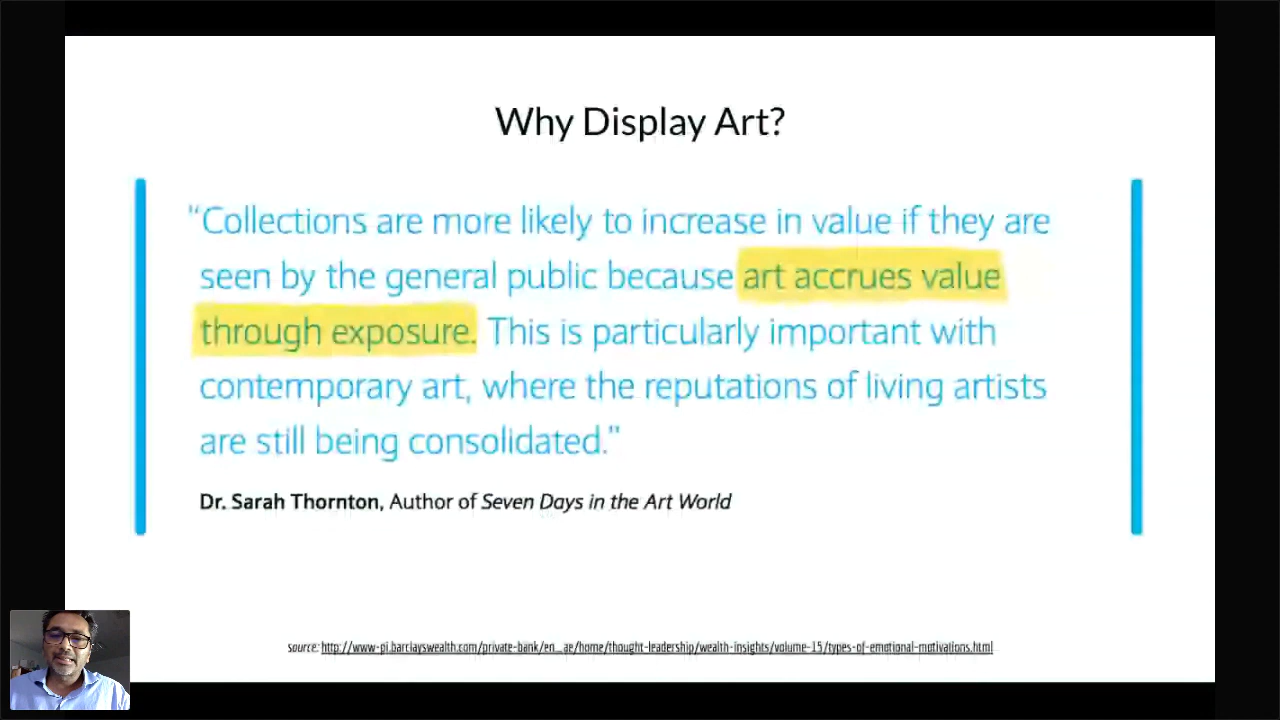 Why Display Art?
“Collections are more likely to increase in value if they are
seen by the general public because art accrues value
through exposure. This is particularly important with
contemporary art, where the reputations of living artists
are still being consolidated.”
Dr. Sarah Thornton, Author of Seven Days in the Art World
source: http://www-pi.barclayswealth.com/private-bank/en_ae/home/thought-leadership/wealth-insights/volume-15/types-of-emotional-motivations.html